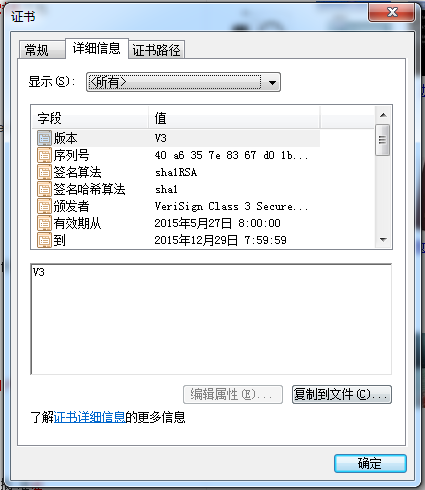 证书
常规 详细信息 证书路径
显示(S): <所有>
字段 值
版本 V3
序列号 40 a6 35 7e 83 67 d0 1b...
签名算法 sha1RSA
签名哈希算法 sha1
颁发者 VeriSign Class 3 Secure...
有效期从 2015年5月27日 8:00:00
到 2015年12月29日 7:59:59
V3
编辑属性(E)... 复制到文件(C)...
了解证书详细信息的更多信息
确定